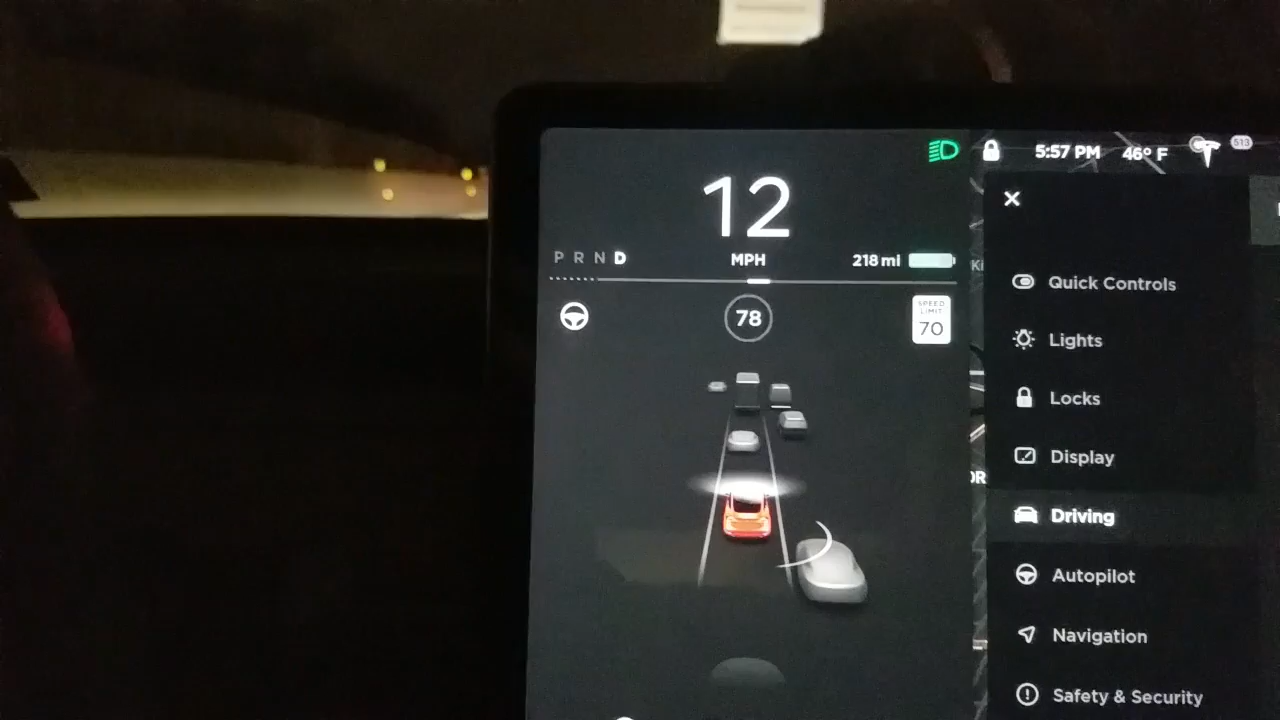 5:57 PM 46° F 513
12
P R N D MPH 218 mi
78 SPEED LIMIT 70
Quick Controls
Lights
Locks
Display
Driving
Autopilot
Navigation
Safety & Security